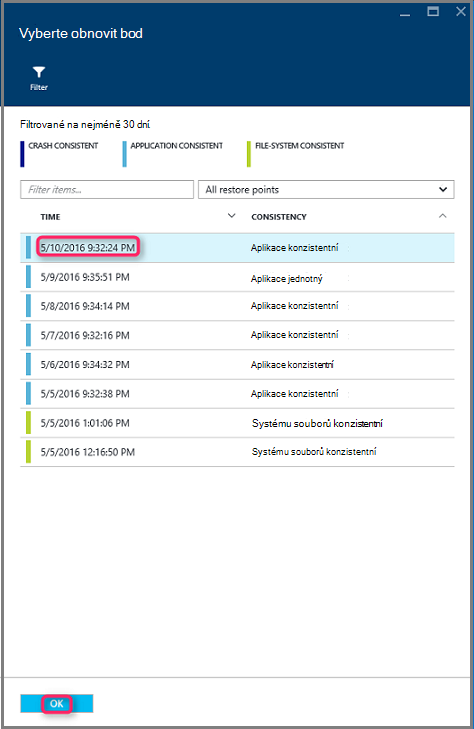 Vyberte obnovit bod
Filter
Filtrované na nejméně 30 dní
CRASH CONSISTENT APPLICATION CONSISTENT FILE-SYSTEM CONSISTENT
Filter items... All restore points
TIME CONSISTENCY
5/10/2016 9:32:24 PM Aplikace konzistentní
5/9/2016 9:35:51 PM Aplikace jednotný
5/8/2016 9:34:14 PM Aplikace konzistentní
5/7/2016 9:32:16 PM Aplikace konzistentní
5/6/2016 9:34:32 PM Aplikace konzistentní
5/5/2016 9:32:38 PM Aplikace konzistentní
5/5/2016 1:01:06 PM Systému souborů konzistentní
5/5/2016 12:16:50 PM Systému souborů konzistentní
OK